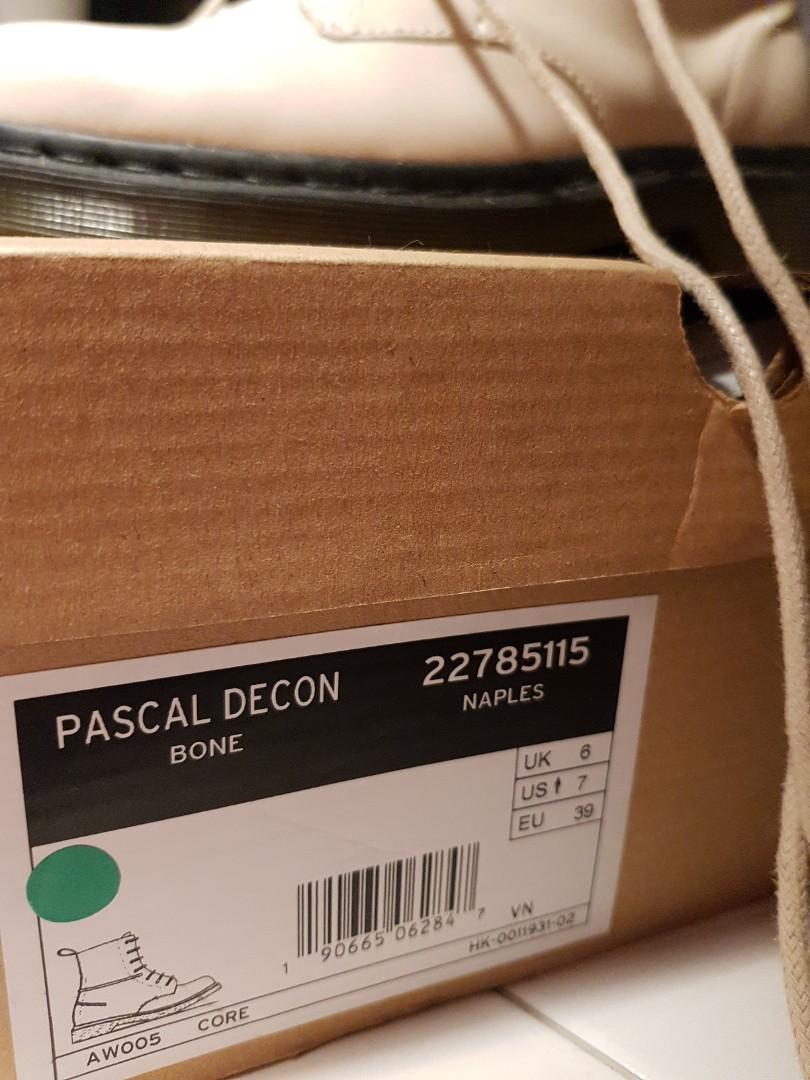 PASCAL DECON
BONE
22785115
NAPLES
UK 6
US 7
EU 39
1 90665 06284 7
VN
HK-0011931-02
AW005 CORE